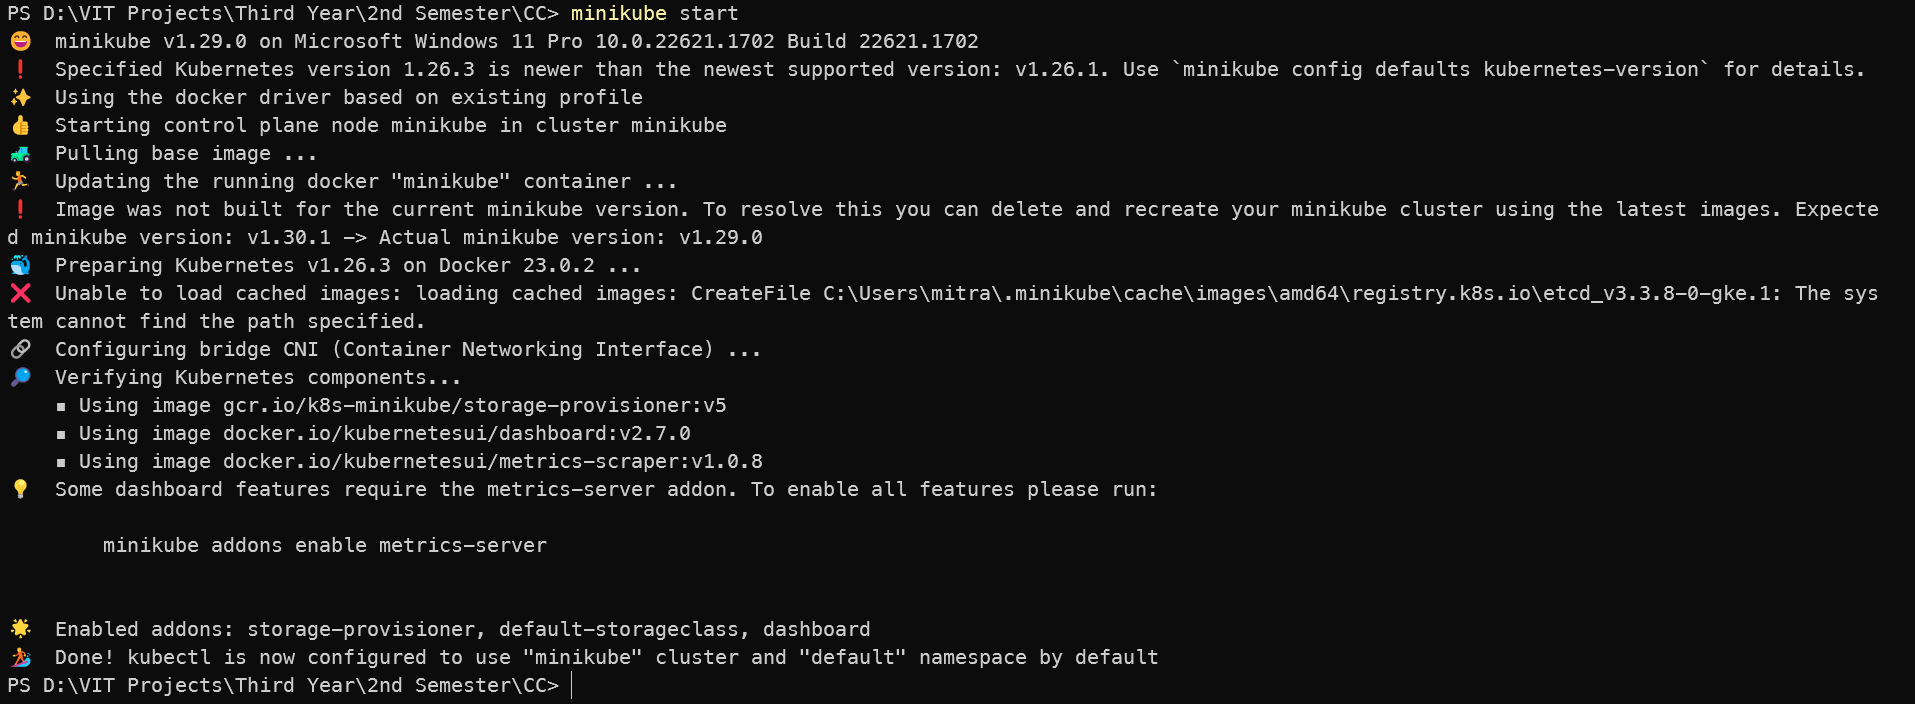 PS D:\VIT Projects\Third Year\2nd Semester\CC> minikube start
😄  minikube v1.29.0 on Microsoft Windows 11 Pro 10.0.22621.1702 Build 22621.1702
❗  Specified Kubernetes version 1.26.3 is newer than the newest supported version: v1.26.1. Use `minikube config defaults kubernetes-version` for details.
✨  Using the docker driver based on existing profile
👍  Starting control plane node minikube in cluster minikube
🚜  Pulling base image ...
🏃  Updating the running docker "minikube" container ...
❗  Image was not built for the current minikube version. To resolve this you can delete and recreate your minikube cluster using the latest images. Expecte
d minikube version: v1.30.1 -> Actual minikube version: v1.29.0
🐳  Preparing Kubernetes v1.26.3 on Docker 23.0.2 ...
❌  Unable to load cached images: loading cached images: CreateFile C:\Users\mitra\.minikube\cache\images\amd64\registry.k8s.io\etcd_v3.3.8-0-gke.1: The sys
tem cannot find the path specified.
🔗  Configuring bridge CNI (Container Networking Interface) ...
🔎  Verifying Kubernetes components...
▪ Using image gcr.io/k8s-minikube/storage-provisioner:v5
▪ Using image docker.io/kubernetesui/dashboard:v2.7.0
▪ Using image docker.io/kubernetesui/metrics-scraper:v1.0.8
💡  Some dashboard features require the metrics-server addon. To enable all features please run:
minikube addons enable metrics-server
🌟  Enabled addons: storage-provisioner, default-storageclass, dashboard
🏄  Done! kubectl is now configured to use "minikube" cluster and "default" namespace by default
PS D:\VIT Projects\Third Year\2nd Semester\CC>